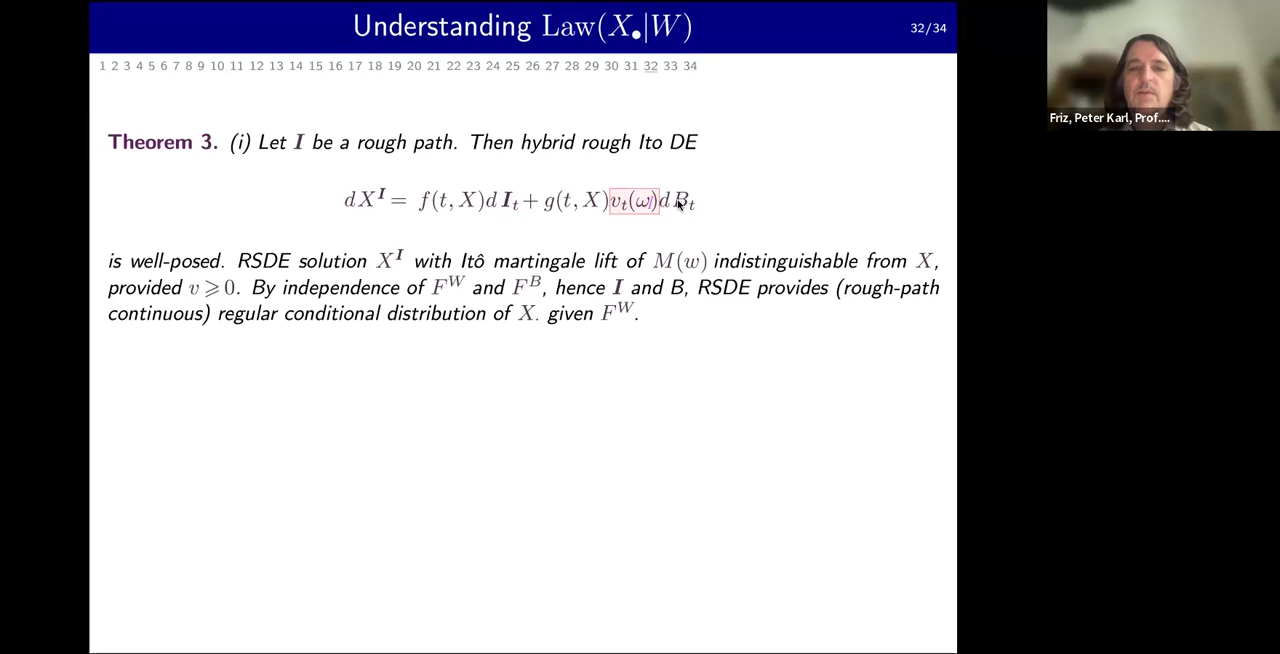 Understanding Law(X•|W)
32/34
1 2 3 4 5 6 7 8 9 10 11 12 13 14 15 16 17 18 19 20 21 22 23 24 25 26 27 28 29 30 31 32 33 34
Theorem 3. (i) Let I be a rough path. Then hybrid rough Ito DE
dX^I = f(t, X)d I_t + g(t, X)v_t(ω)dB_t
is well-posed. RSDE solution X^I with Itô martingale lift of M(w) indistinguishable from X,
provided v ⩾ 0. By independence of F^W and F^B, hence I and B, RSDE provides (rough-path
continuous) regular conditional distribution of X. given F^W.
Friz, Peter Karl, Prof....